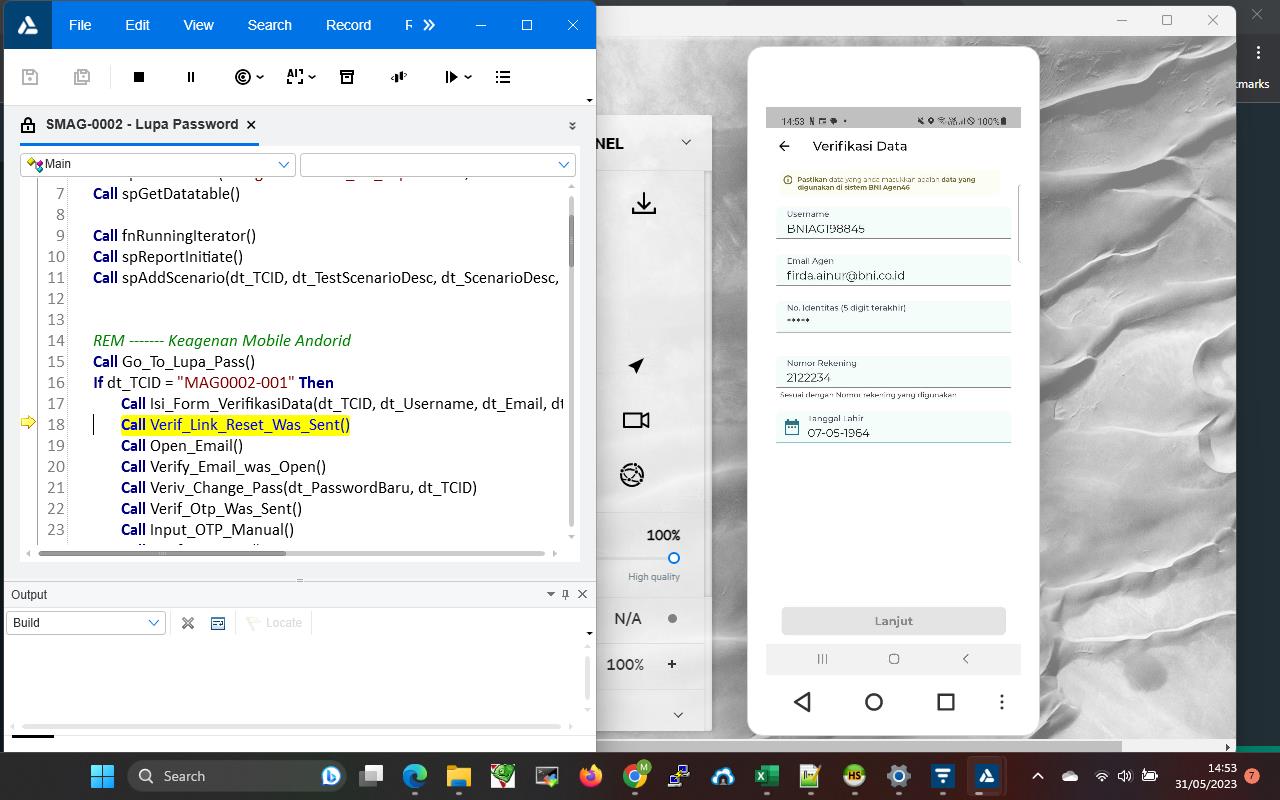 File Edit View Search Record
SMAG-0002 - Lupa Password
Main
7 Call spGetDatatable()
8
9 Call fnRunningIterator()
10 Call spReportInitiate()
11 Call spAddScenario(dt_TCID, dt_TestScenarioDesc, dt_ScenarioDesc,
12
13
14 REM ------- Keagenan Mobile Andorid
15 Call Go_To_Lupa_Pass()
16 If dt_TCID = "MAG0002-001" Then
17 Call Isi_Form_VerifikasiData(dt_TCID, dt_Username, dt_Email, dt
18 Call Verif_Link_Reset_Was_Sent()
19 Call Open_Email()
20 Call Verify_Email_was_Open()
21 Call Veriv_Change_Pass(dt_PasswordBaru, dt_TCID)
22 Call Verif_Otp_Was_Sent()
23 Call Input_OTP_Manual()
Output
Build
Locate
NEL
100%
High quality
N/A
100% +
kmarks
14:53 100%
Verifikasi Data
Pastikan data yang anda masukkan adalah data yang
digunakan di sistem BNI Agen46
Username
BNIAG198845
Email Agen
firda.ainur@bni.co.id
No. Identitas (5 digit terakhir)
*****
Nomor Rekening
2122234
Sesuai dengan Nomor rekening yang digunakan
Tanggal Lahir
07-05-1964
Lanjut
Search
14:53
31/05/2023
7